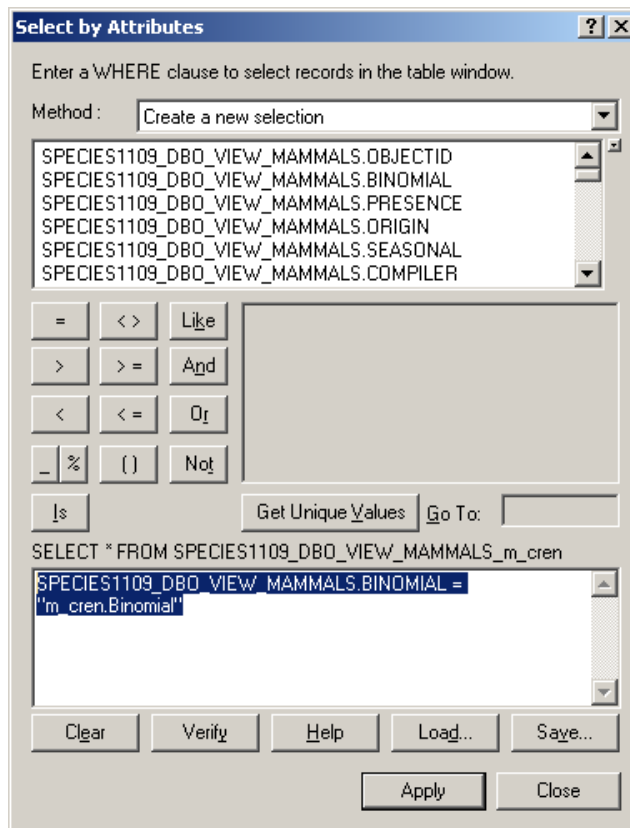 Select by Attributes
Enter a WHERE clause to select records in the table window.
Method : Create a new selection
SPECIES1109_DBO_VIEW_MAMMALS.OBJECTID
SPECIES1109_DBO_VIEW_MAMMALS.BINOMIAL
SPECIES1109_DBO_VIEW_MAMMALS.PRESENCE
SPECIES1109_DBO_VIEW_MAMMALS.ORIGIN
SPECIES1109_DBO_VIEW_MAMMALS.SEASONAL
SPECIES1109_DBO_VIEW_MAMMALS.COMPILER
= < > Like
> > = And
< < = Or
_ % ( ) Not
Is Get Unique Values Go To:
SELECT * FROM SPECIES1109_DBO_VIEW_MAMMALS_m_cren
SPECIES1109_DBO_VIEW_MAMMALS.BINOMIAL =
"m_cren.Binomial"
Clear Verify Help Load... Save...
Apply Close